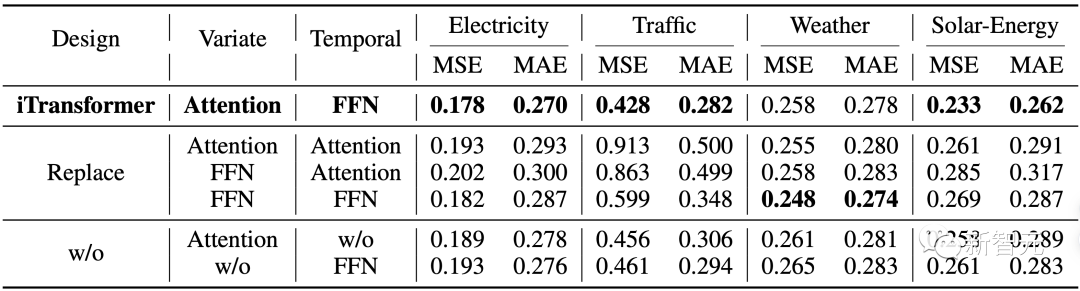 Design Variate Temporal Electricity Traffic Weather Solar-Energy
MSE MAE MSE MAE MSE MAE MSE MAE
iTransformer Attention FFN 0.178 0.270 0.428 0.282 0.258 0.278 0.233 0.262
Replace Attention Attention 0.193 0.293 0.913 0.500 0.255 0.280 0.261 0.291
FFN Attention 0.202 0.300 0.863 0.499 0.258 0.283 0.285 0.317
FFN FFN 0.182 0.287 0.599 0.348 0.248 0.274 0.269 0.287
w/o Attention w/o 0.189 0.278 0.456 0.306 0.261 0.281 0.258 0.289
w/o FFN 0.193 0.276 0.461 0.294 0.265 0.283 0.261 0.283
新智元